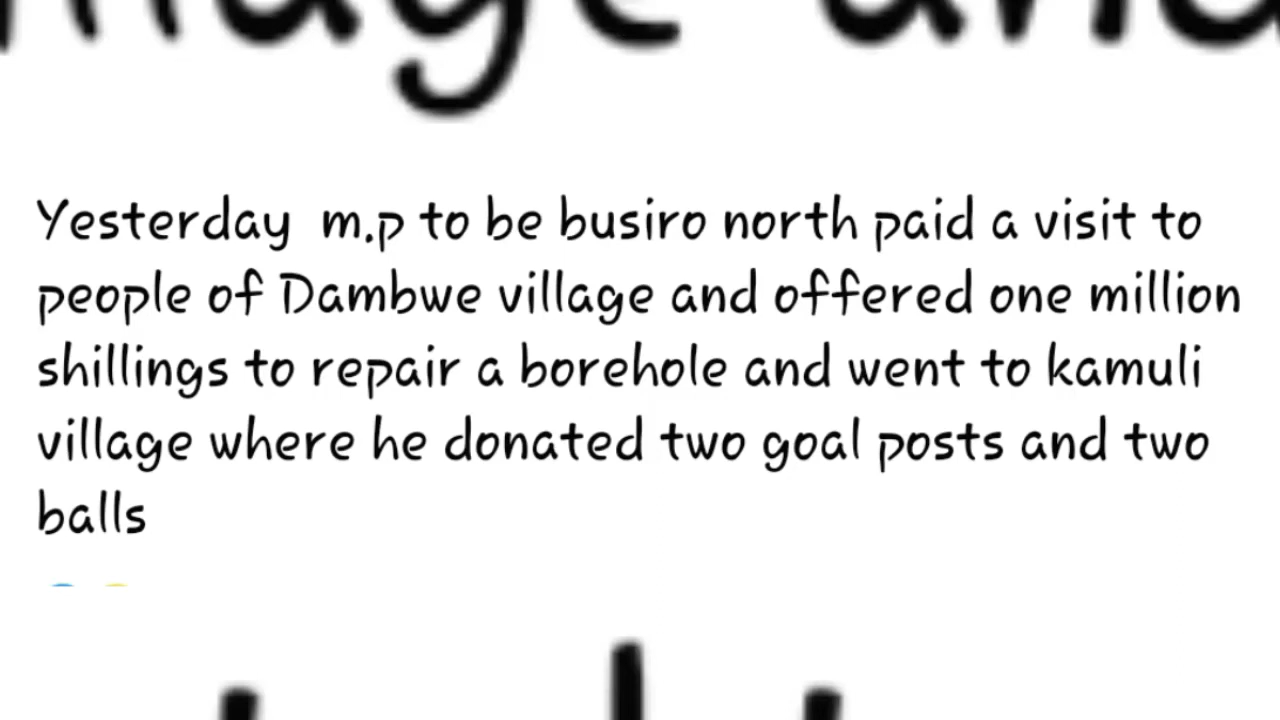 Yesterday  m.p to be busiro north paid a visit to
people of Dambwe village and offered one million
shillings to repair a borehole and went to kamuli
village where he donated two goal posts and two
balls